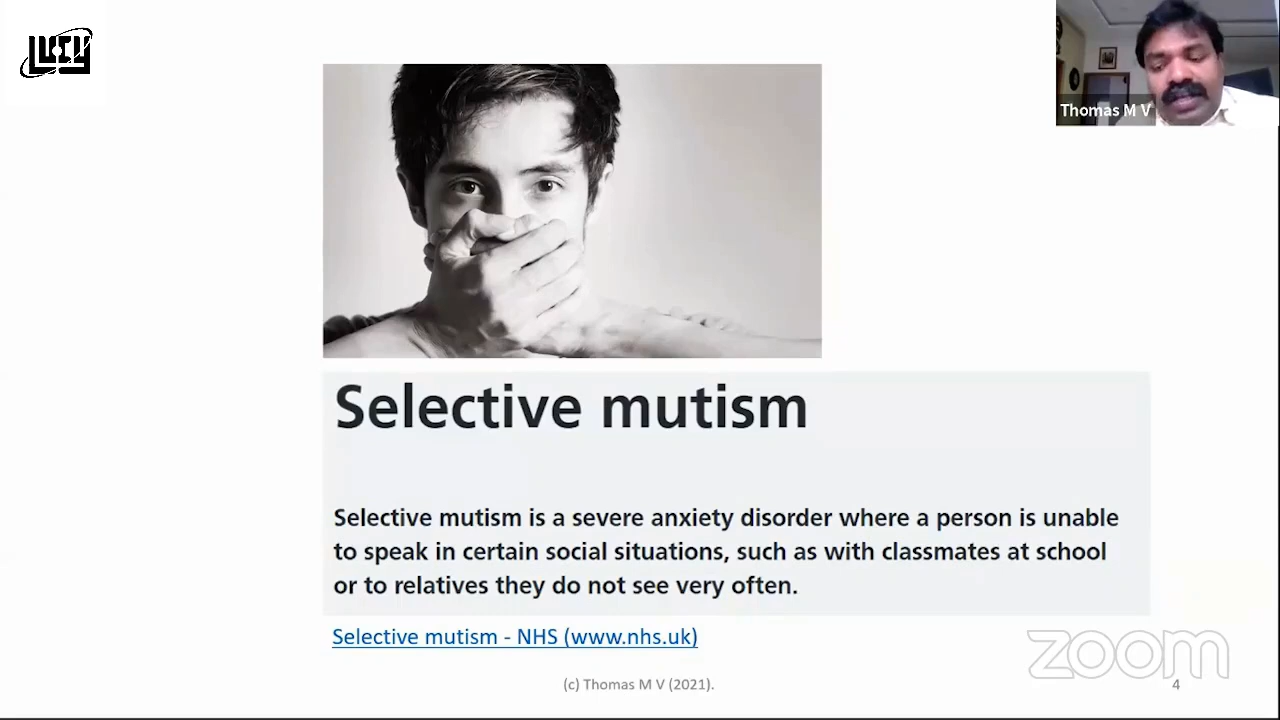 LUCY
Thomas M V
Selective mutism
Selective mutism is a severe anxiety disorder where a person is unable
to speak in certain social situations, such as with classmates at school
or to relatives they do not see very often.
Selective mutism - NHS (www.nhs.uk)
zoom
(c) Thomas M V (2021).
4